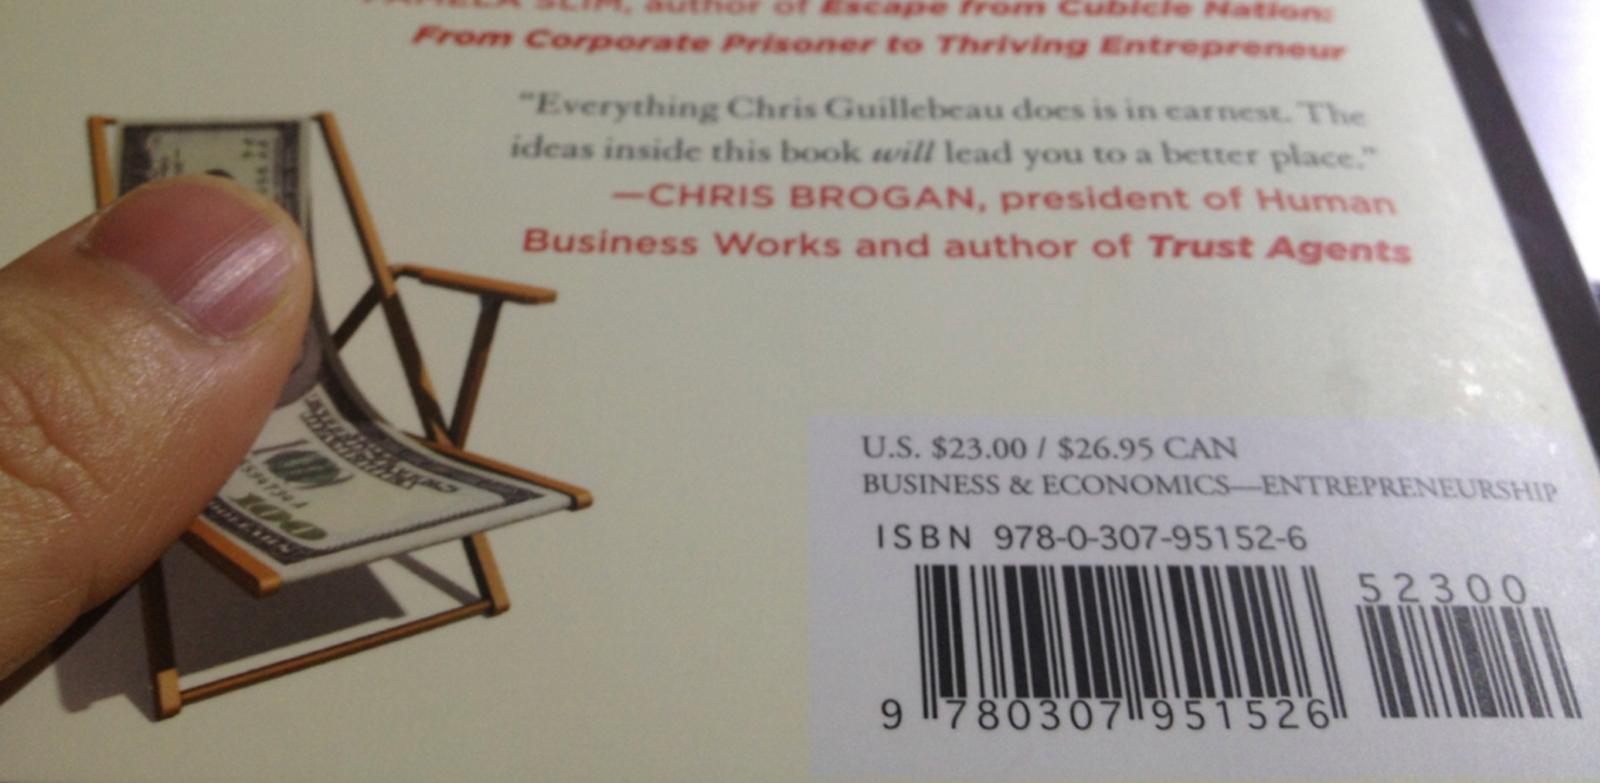 PAMELA SLIM, author of Escape from Cubicle Nation:
From Corporate Prisoner to Thriving Entrepreneur
"Everything Chris Guillebeau does is in earnest. The
ideas inside this book will lead you to a better place."
—CHRIS BROGAN, president of Human
Business Works and author of Trust Agents
100
U.S. $23.00 / $26.95 CAN
BUSINESS & ECONOMICS—ENTREPRENEURSHIP
ISBN 978-0-307-95152-6
52300
9 780307 951526